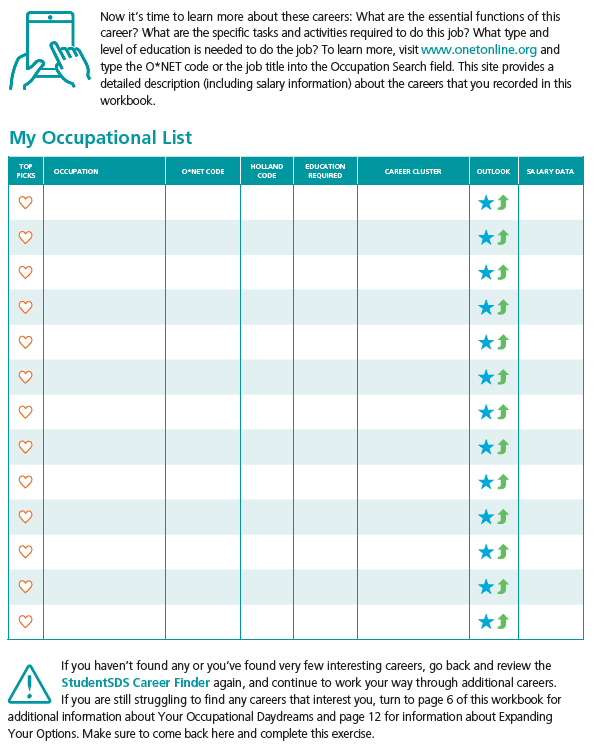 Now it's time to learn more about these careers: What are the essential functions of this
career? What are the specific tasks and activities required to do this job? What type and
level of education is needed to do the job? To learn more, visit www.onetonline.org and
type the O*NET code or the job title into the Occupation Search field. This site provides a
detailed description (including salary information) about the careers that you recorded in this
workbook.
My Occupational List
TOP PICKS OCCUPATION O*NET CODE HOLLAND CODE EDUCATION REQUIRED CAREER CLUSTER OUTLOOK SALARY DATA
If you haven't found any or you've found very few interesting careers, go back and review the
StudentSDS Career Finder again, and continue to work your way through additional careers.
If you are still struggling to find any careers that interest you, turn to page 6 of this workbook for
additional information about Your Occupational Daydreams and page 12 for information about Expanding
Your Options. Make sure to come back here and complete this exercise.